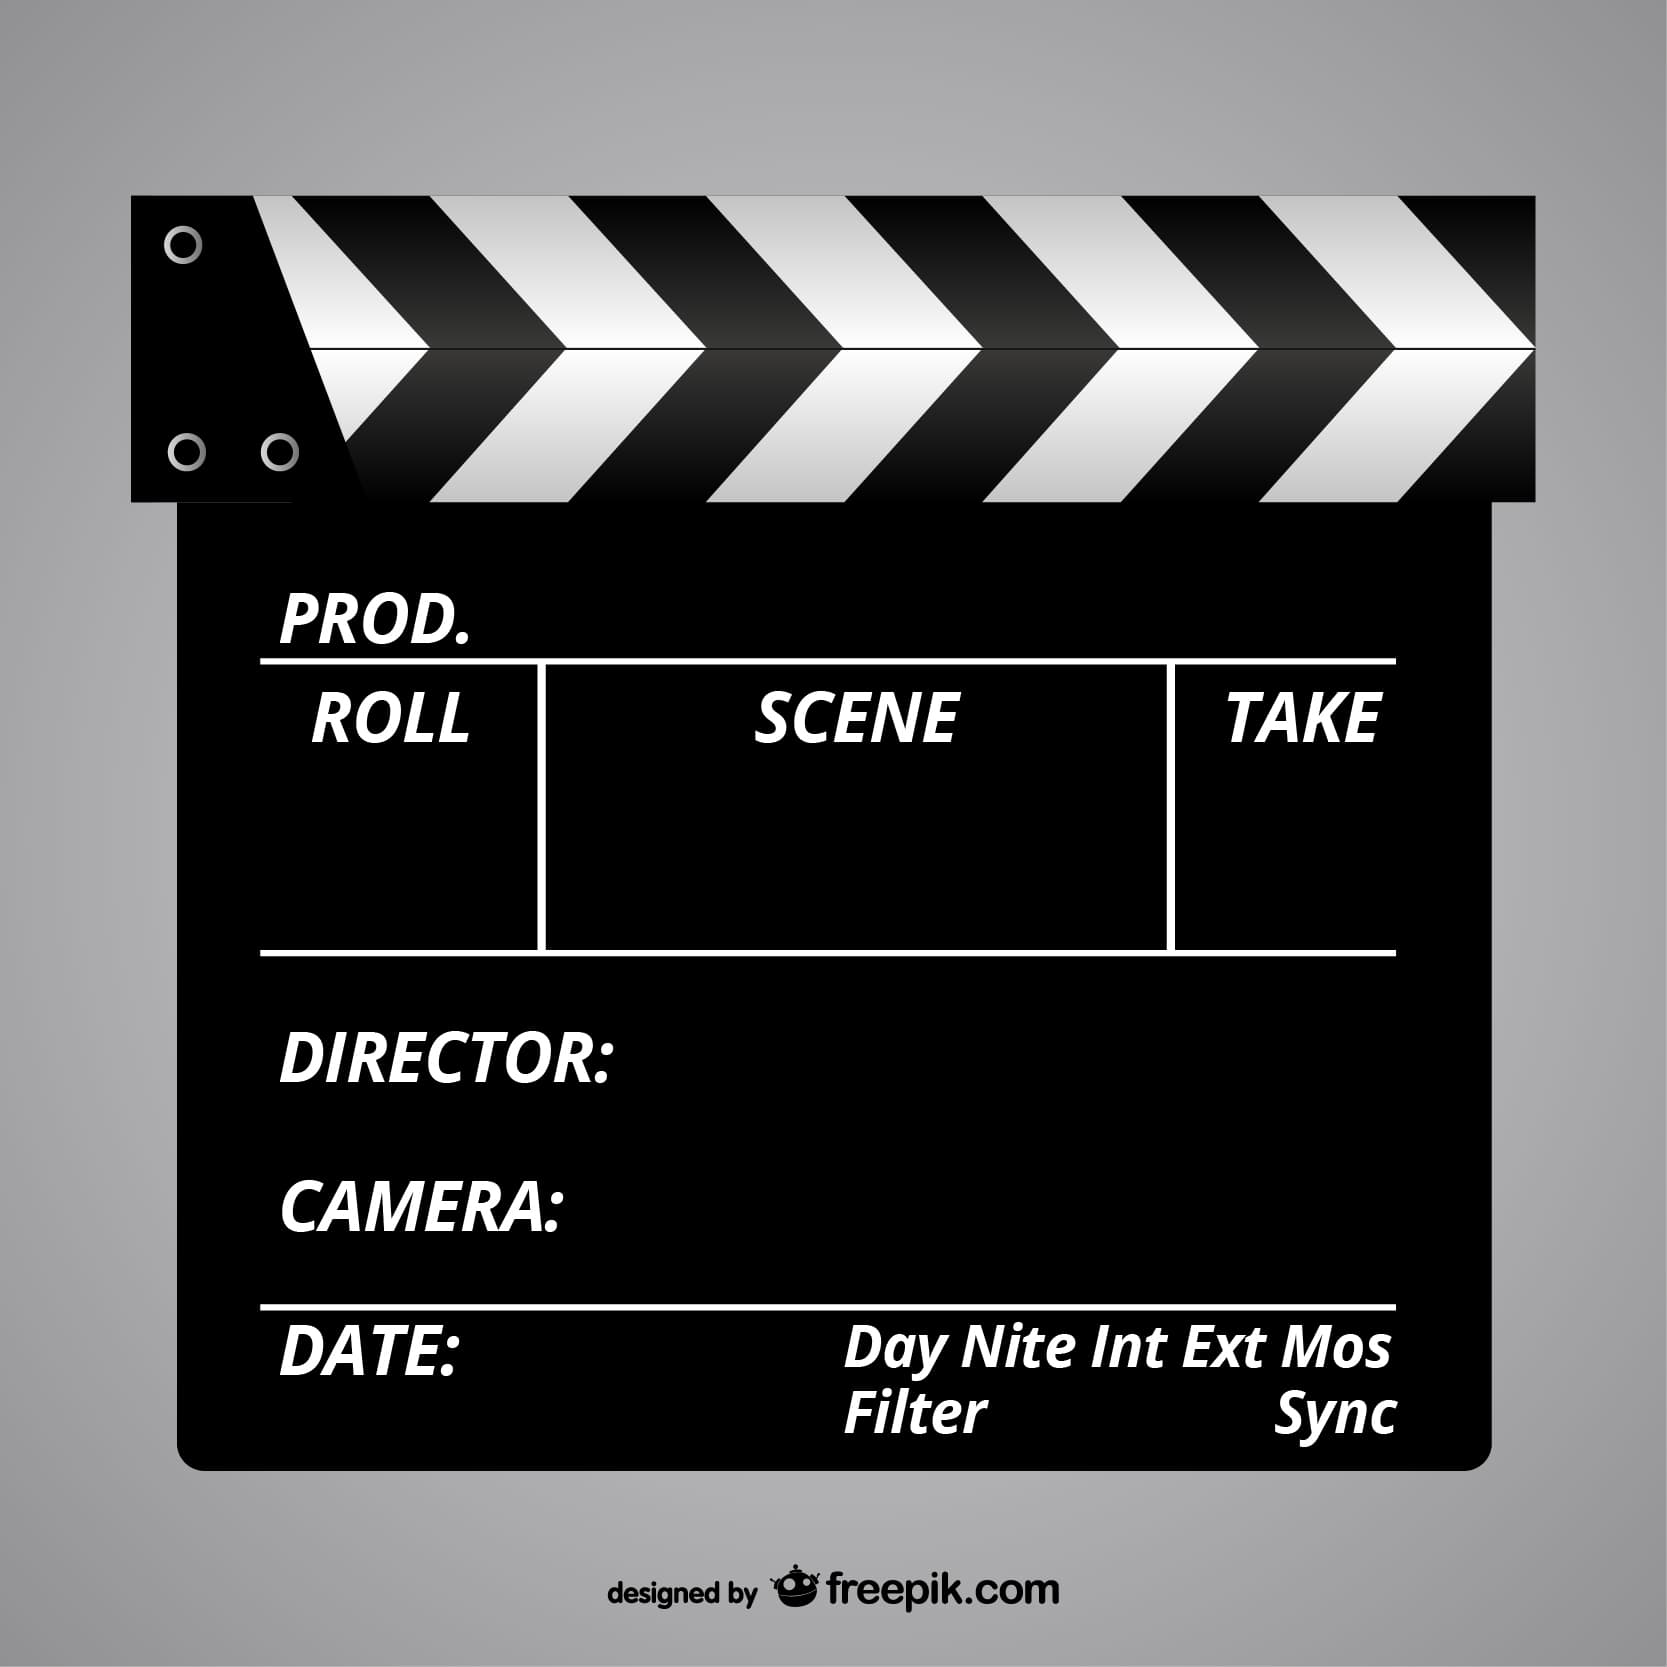 PROD.
ROLL SCENE TAKE
DIRECTOR:
CAMERA:
DATE: Day Nite Int Ext Mos
Filter Sync
designed by freepik.com